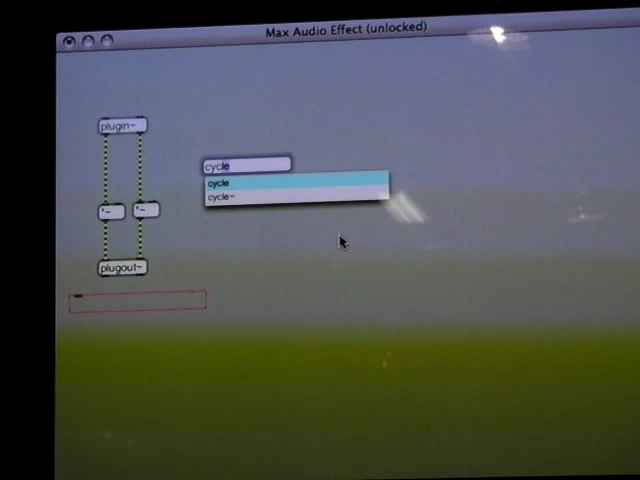 Max Audio Effect (unlocked)
plugin~
cycle
cycle
cycle~
*~
*~
plugout~